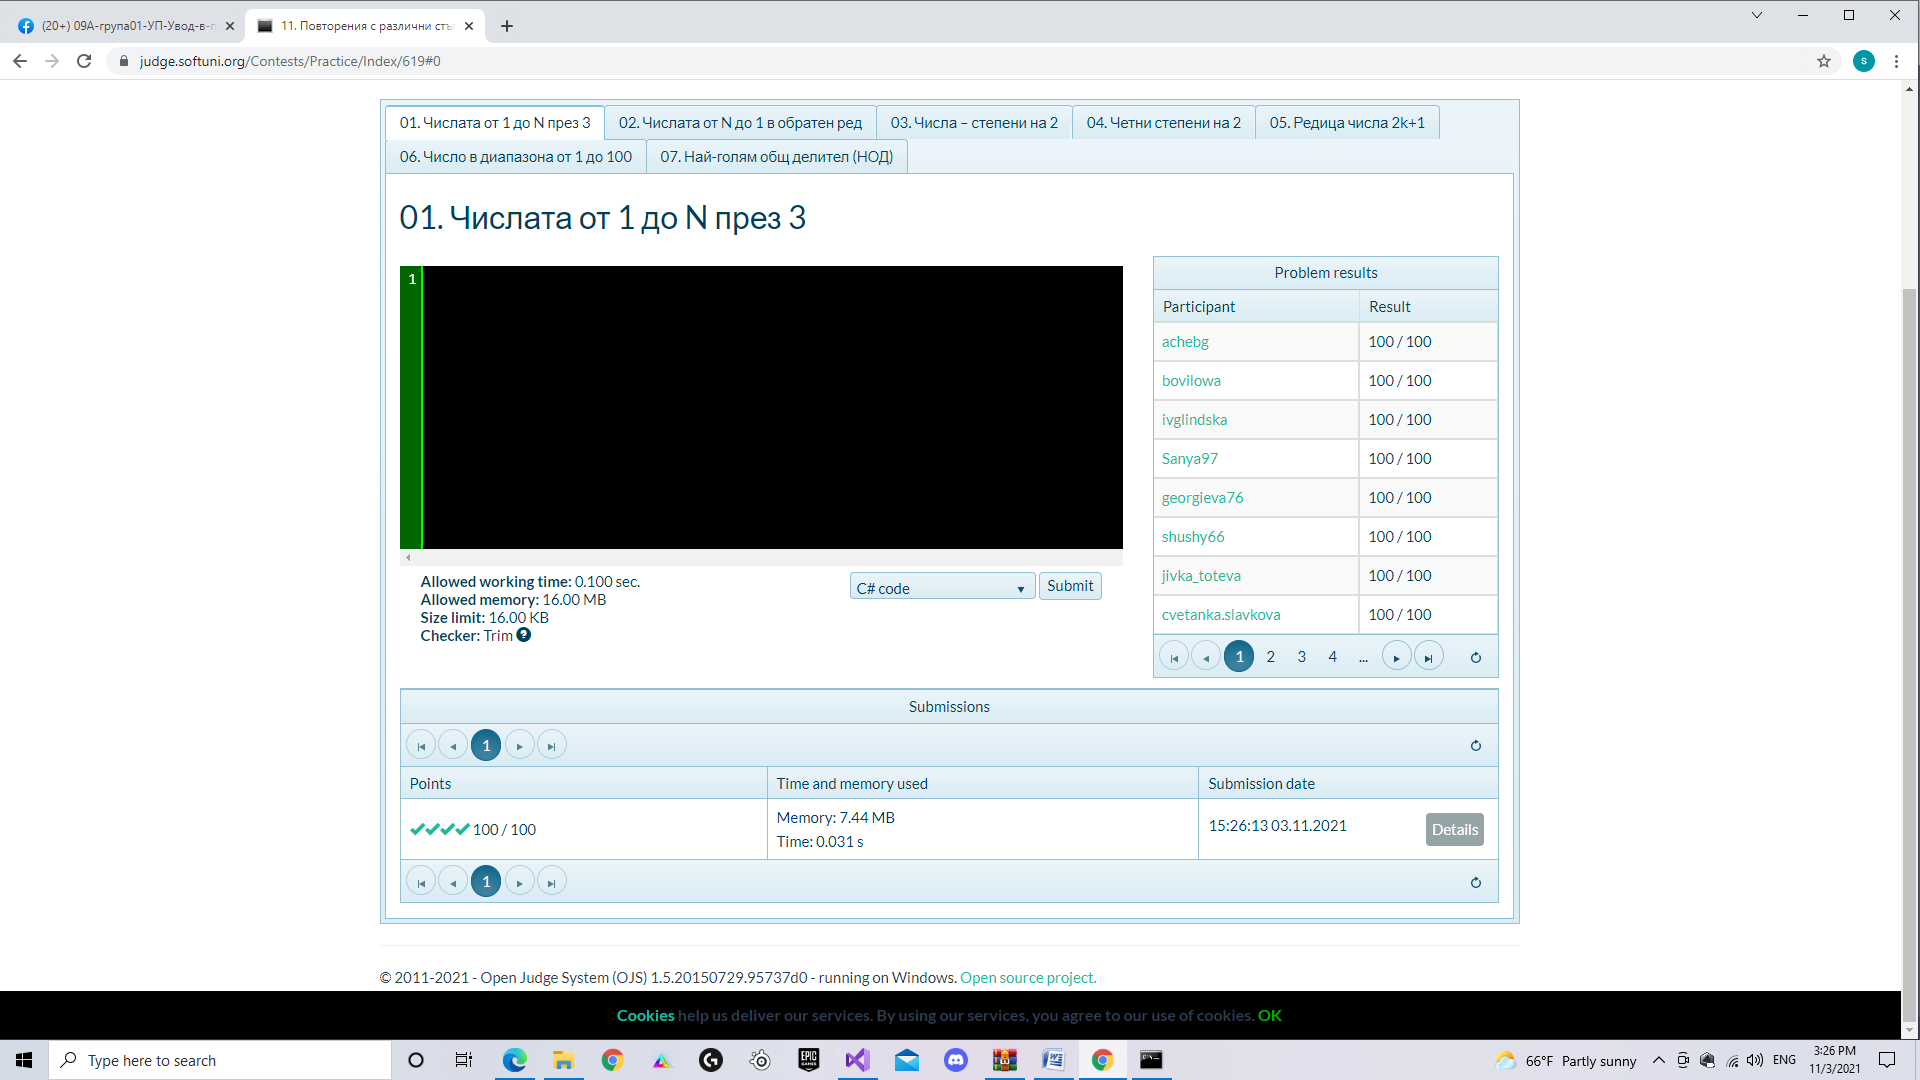 (20+) 09А-група01-УП-Увод-в-п
11. Повторения с различни стъ
judge.softuni.org/Contests/Practice/Index/619#0
S
01. Числата от 1 до N през 3
02. Числата от N до 1 в обратен ред
03. Числа – степени на 2
04. Четни степени на 2
05. Редица числа 2k+1
06. Число в диапазона от 1 до 100
07. Най-голям общ делител (НОД)
01. Числата от 1 до N през 3
1
Allowed working time: 0.100 sec.
Allowed memory: 16.00 MB
Size limit: 16.00 KB
Checker: Trim ?
C# code
Submit
Problem results
Participant Result
achebg 100 / 100
bovilowa 100 / 100
ivglindska 100 / 100
Sanya97 100 / 100
georgieva76 100 / 100
shushy66 100 / 100
jivka_toteva 100 / 100
cvetanka.slavkova 100 / 100
1 2 3 4 ...
Submissions
1
Points Time and memory used Submission date
100 / 100
Memory: 7.44 MB
Time: 0.031 s
15:26:13 03.11.2021
Details
1
© 2011-2021 - Open Judge System (OJS) 1.5.20150729.95737d0 - running on Windows. Open source project.
Cookies help us deliver our services. By using our services, you agree to our use of cookies. OK
Type here to search
EPIC GAMES
66°F Partly sunny
ENG
3:26 PM
11/3/2021